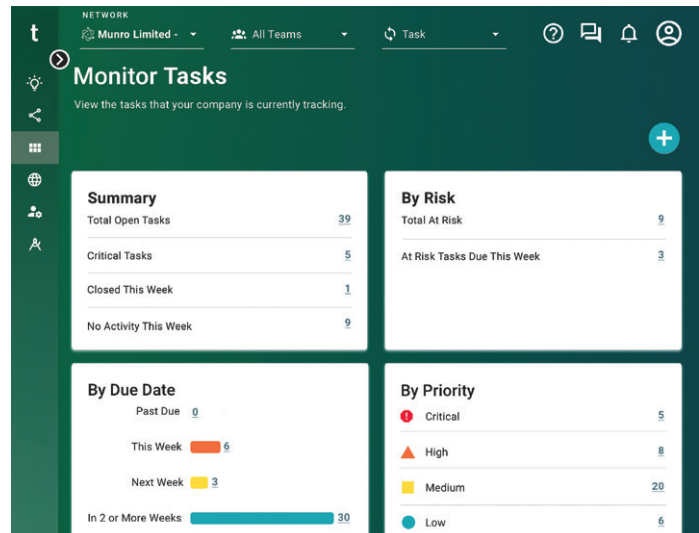 t
NETWORK
Munro Limited -
All Teams
Task
Monitor Tasks
View the tasks that your company is currently tracking.
Summary
Total Open Tasks 39
Critical Tasks 5
Closed This Week 1
No Activity This Week 9
By Risk
Total At Risk 9
At Risk Tasks Due This Week 3
By Due Date
Past Due 0
This Week 6
Next Week 3
In 2 or More Weeks 30
By Priority
Critical 5
High 8
Medium 20
Low 6